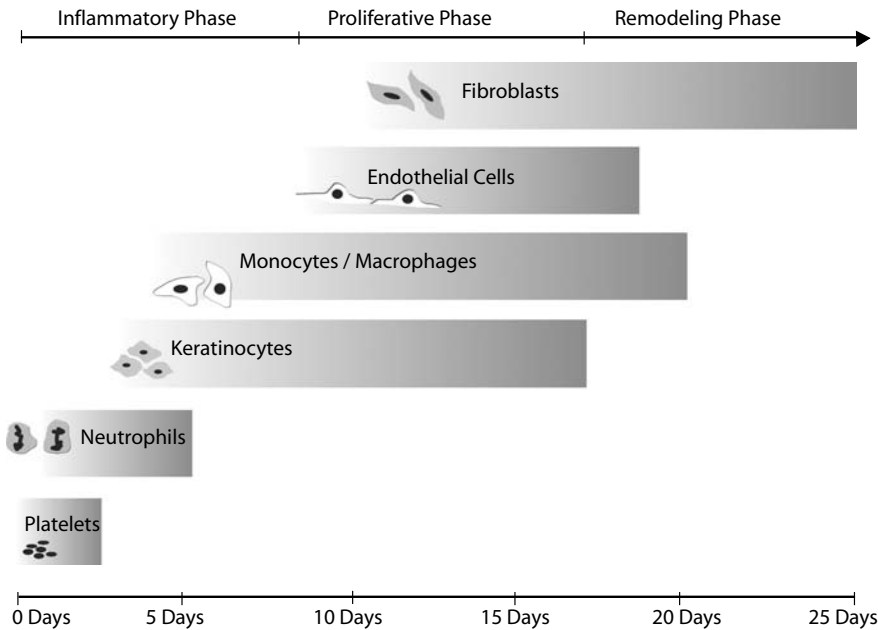 Inflammatory Phase Proliferative Phase Remodeling Phase
Fibroblasts
Endothelial Cells
Monocytes / Macrophages
Keratinocytes
Neutrophils
Platelets
0 Days 5 Days 10 Days 15 Days 20 Days 25 Days